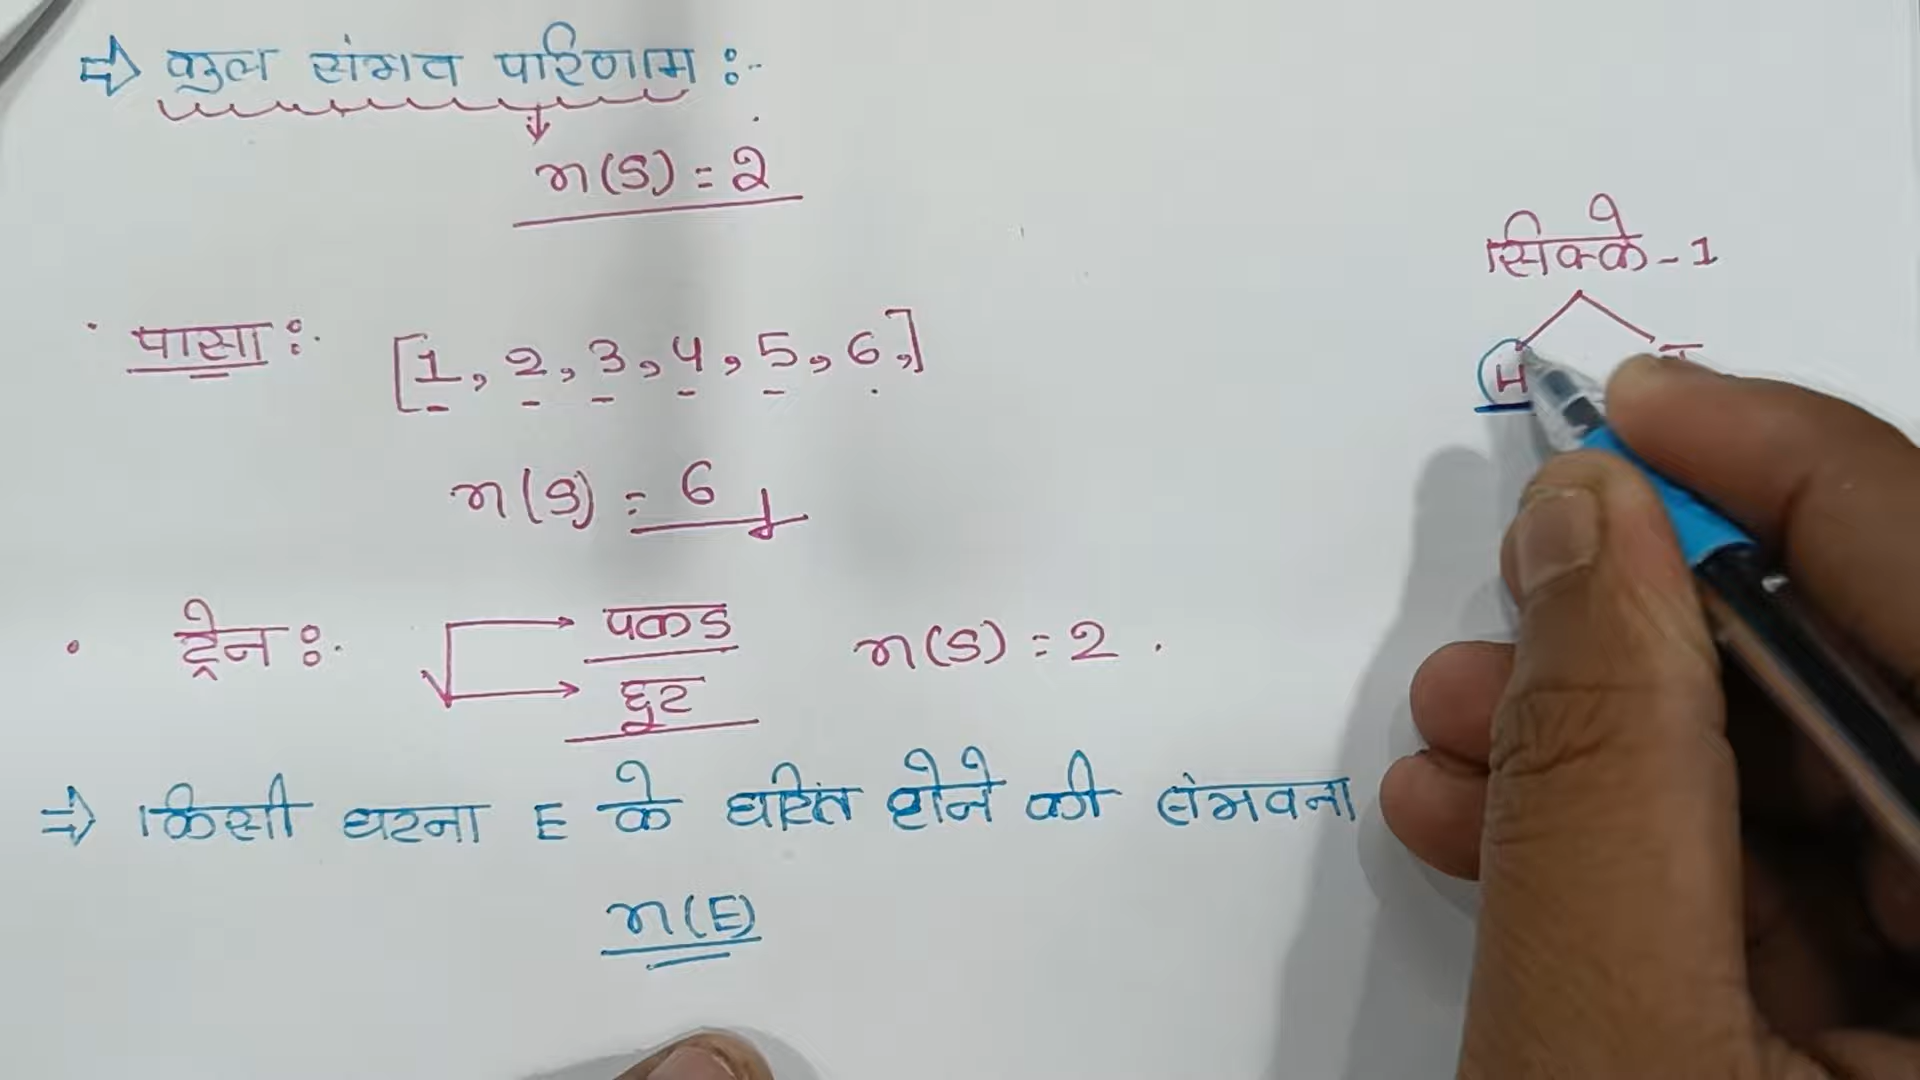 ⇒ कुल संभव परिणाम :-
n(S) = 2
सिक्के - 1
H T
पासा :- [1, 2, 3, 4, 5, 6,]
n(S) = 6
ट्रेन :- पकड n(S) = 2 .
छूट
⇒ किसी घटना E के घटित होने की संभवना
n(E)